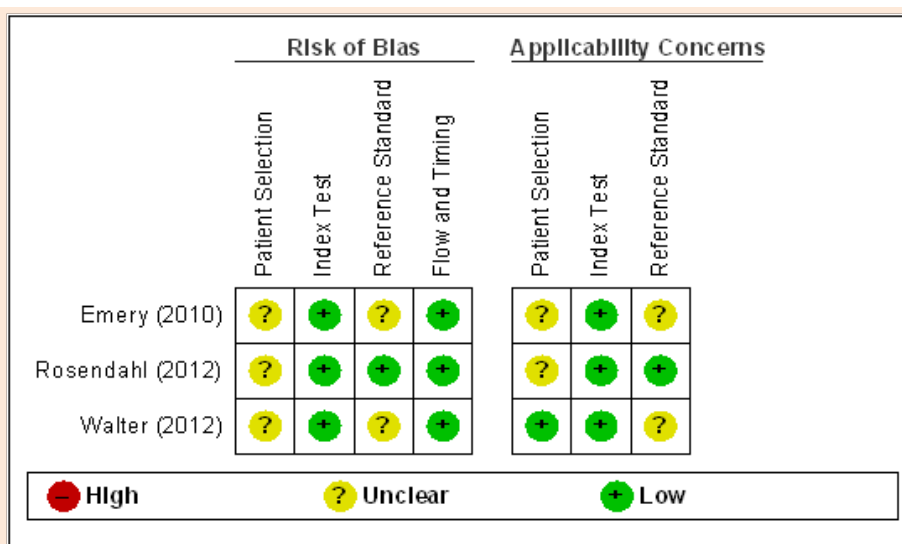 Risk of Bias Applicability Concerns
Patient Selection Index Test Reference Standard Flow and Timing Patient Selection Index Test Reference Standard
Emery (2010) ? + ? + ? + ?
Rosendahl (2012) ? + + + ? + +
Walter (2012) ? + ? + + + ?
– High ? Unclear + Low